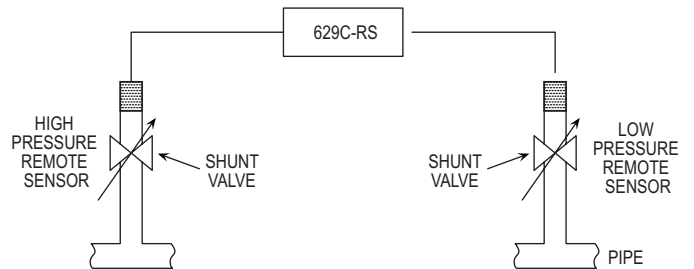 629C-RS
HIGH
PRESSURE
REMOTE
SENSOR
SHUNT
VALVE
SHUNT
VALVE
LOW
PRESSURE
REMOTE
SENSOR
PIPE